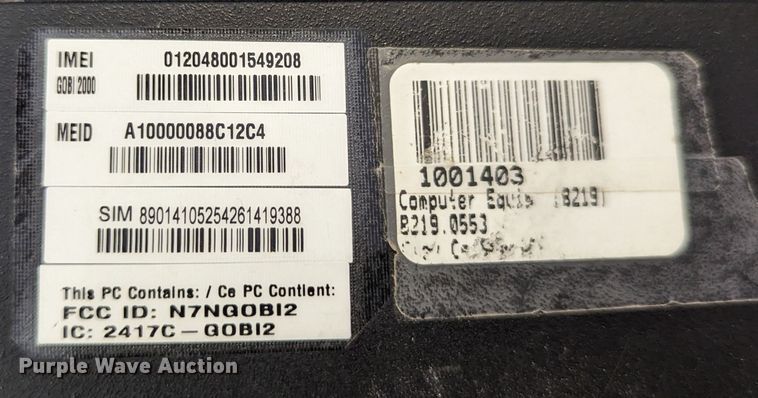 IMEI 012048001549208
GOBI 2000
MEID A10000088C12C4
SIM 89014105254261419388
This PC Contains: / Ce PC Contient:
FCC ID: N7NGOBI2
IC: 2417C-GOBI2
1001403
Computer Equip (B219)
B219.0553
Purple Wave Auction